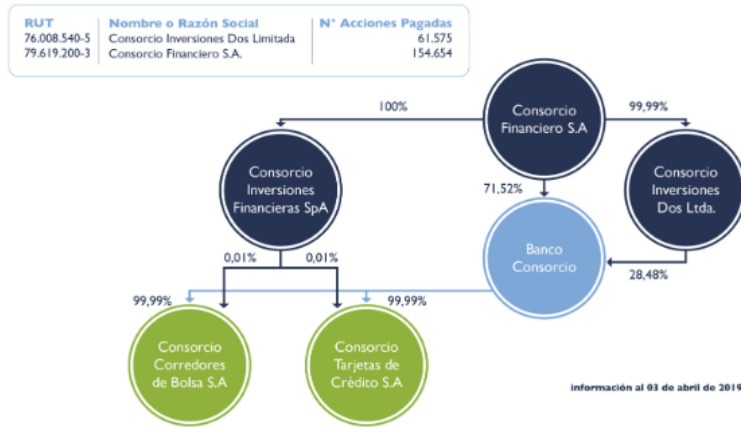 RUT Nombre o Razón Social N° Acciones Pagadas
76.008.540-5 Consorcio Inversiones Dos Limitada 61.575
79.619.200-3 Consorcio Financiero S.A. 154.654
Consorcio
Financiero S.A
100%
99,99%
Consorcio
Inversiones
Financieras SpA
71,52%
Consorcio
Inversiones
Dos Ltda.
Banco
Consorcio
28,48%
0,01%
0,01%
99,99%
99,99%
Consorcio
Corredores
de Bolsa S.A
Consorcio
Tarjetas de
Crédito S.A
información al 03 de abril de 2019